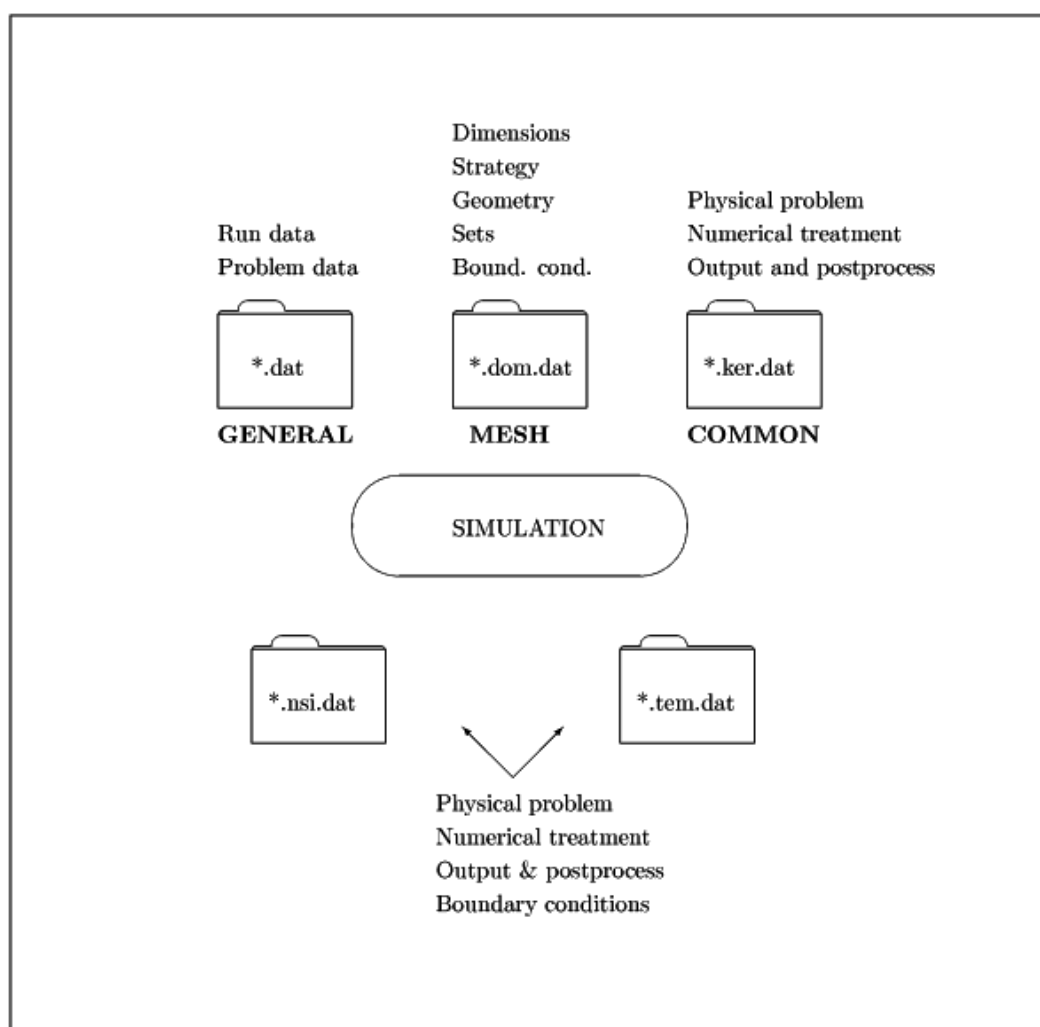 Run data
Problem data
*.dat
GENERAL
Dimensions
Strategy
Geometry
Sets
Bound. cond.
*.dom.dat
MESH
Physical problem
Numerical treatment
Output and postprocess
*.ker.dat
COMMON
SIMULATION
*.nsi.dat
*.tem.dat
Physical problem
Numerical treatment
Output & postprocess
Boundary conditions